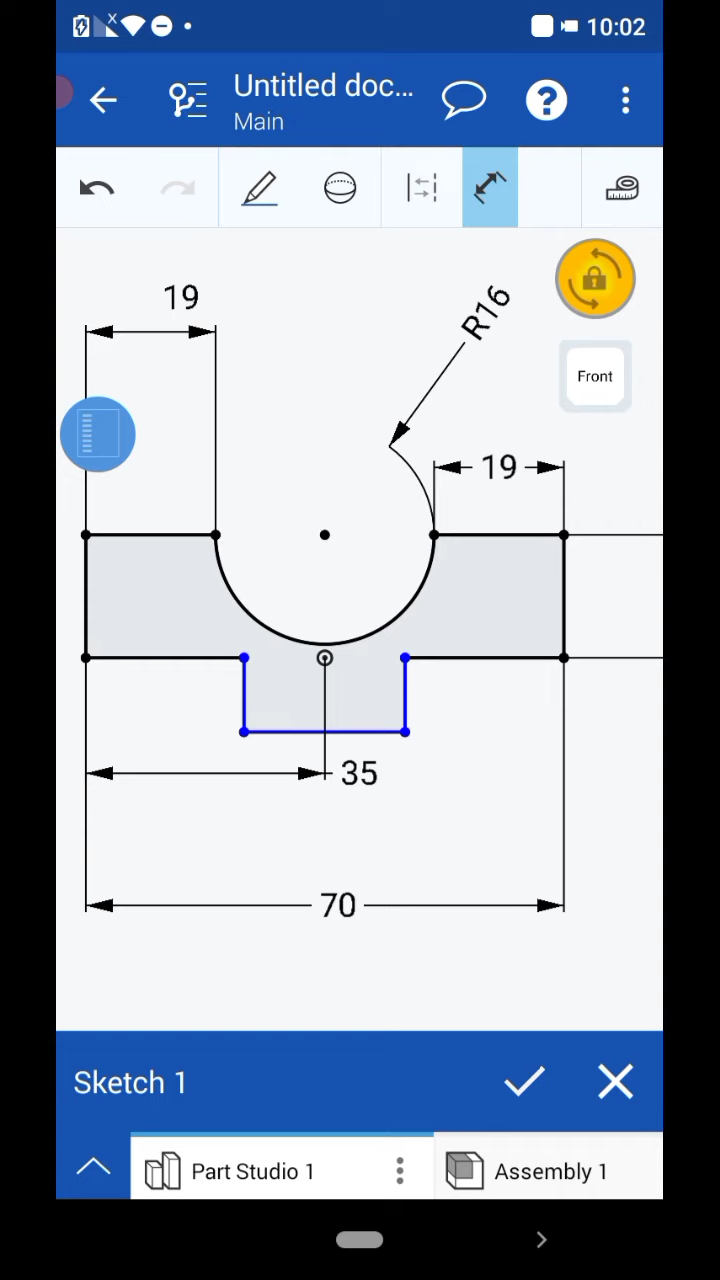 10:02
Untitled doc...
Main
19
R16
Front
19
35
70
Sketch 1
Part Studio 1
Assembly 1